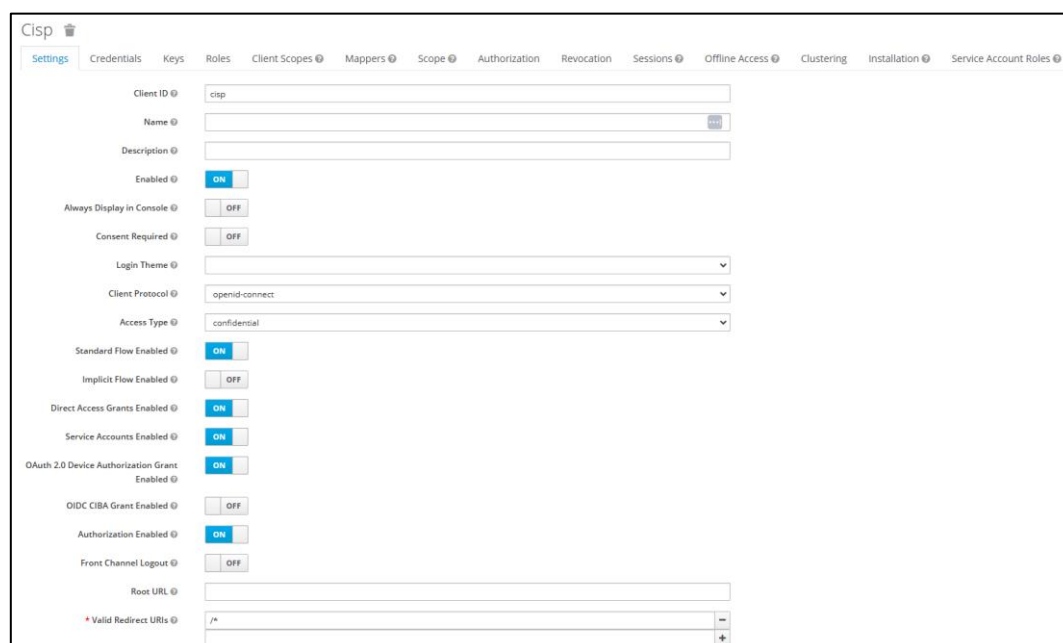 Cisp
Settings Credentials Keys Roles Client Scopes Mappers Scope Authorization Revocation Sessions Offline Access Clustering Installation Service Account Roles
Client ID cisp
Name
Description
Enabled ON
Always Display in Console OFF
Consent Required OFF
Login Theme
Client Protocol openid-connect
Access Type confidential
Standard Flow Enabled ON
Implicit Flow Enabled OFF
Direct Access Grants Enabled ON
Service Accounts Enabled ON
OAuth 2.0 Device Authorization Grant ON
Enabled
OIDC CIBA Grant Enabled OFF
Authorization Enabled ON
Front Channel Logout OFF
Root URL
* Valid Redirect URIs /*